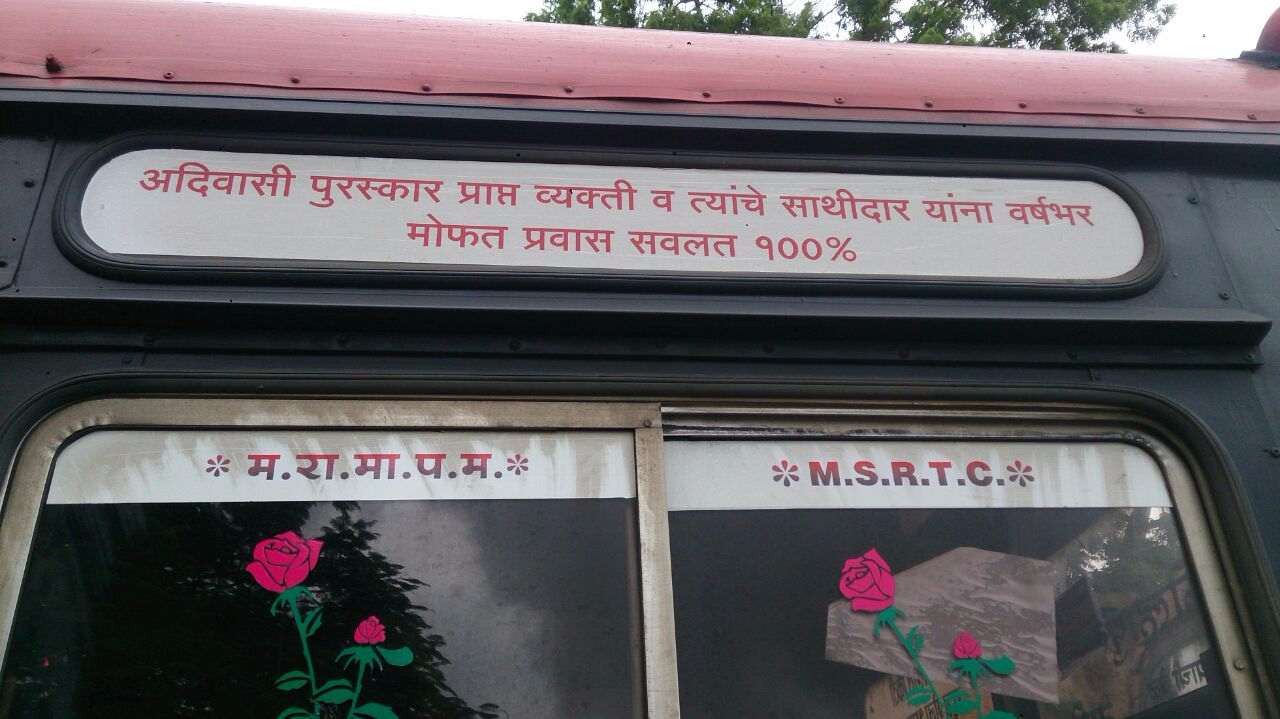 अदिवासी पुरस्कार प्राप्त व्यक्ती व त्यांचे साथीदार यांना वर्षभर
मोफत प्रवास सवलत १००%
म.रा.मा.प.म.
M.S.R.T.C.